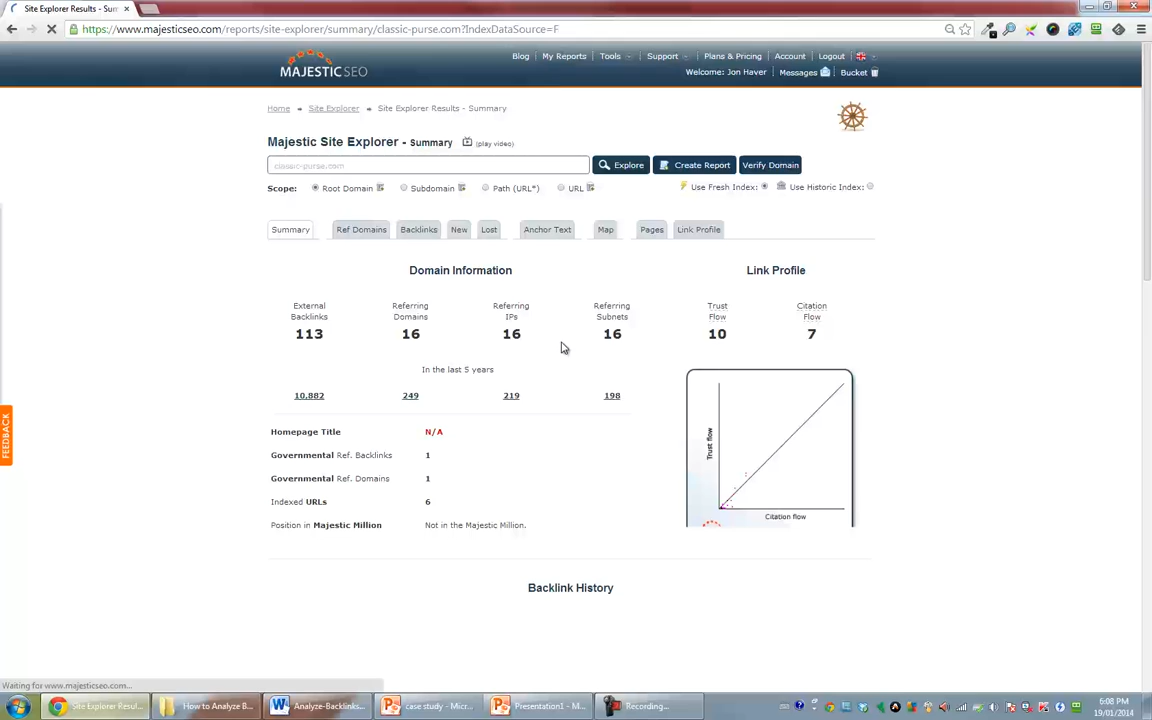 Site Explorer Results - Sum
https://www.majesticseo.com/reports/site-explorer/summary/classic-purse.com?IndexDataSource=F
MAJESTIC SEO
Blog My Reports Tools Support Plans & Pricing Account Logout
Welcome: Jon Haver Messages Bucket
Home Site Explorer Site Explorer Results - Summary
Majestic Site Explorer - Summary (play video)
classic-purse.com Explore Create Report Verify Domain
Scope: Root Domain Subdomain Path (URL*) URL Use Fresh Index: Use Historic Index:
Summary Ref Domains Backlinks New Lost Anchor Text Map Pages Link Profile
Domain Information Link Profile
External Backlinks
113
Referring Domains
16
Referring IPs
16
Referring Subnets
16
Trust Flow
10
Citation Flow
7
In the last 5 years
10,882 249 219 198
Homepage Title N/A
Governmental Ref. Backlinks 1
Governmental Ref. Domains 1
Indexed URLs 6
Position in Majestic Million Not in the Majestic Million.
Trust flow
Citation flow
Backlink History
FEEDBACK
Waiting for www.majesticseo.com...
Site Explorer Resul... How to Analyze B... Analyze-Backlinks... case study - Micr... Presentation1 - M... Recording...
6:08 PM
19/01/2014